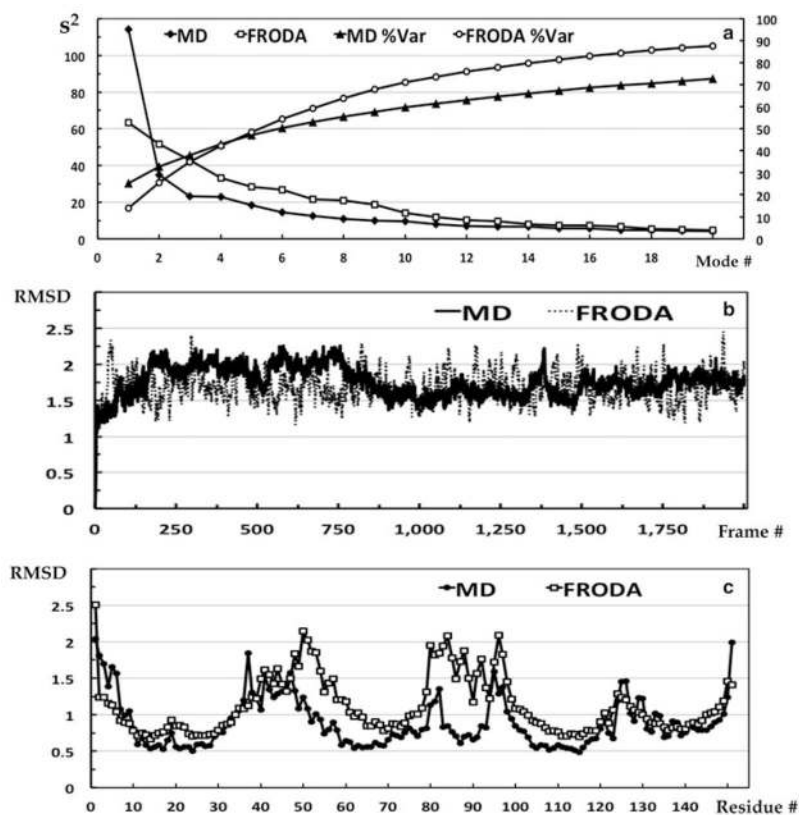 S²
MD FRODA MD %Var FRODA %Var
a
120
100
80
60
40
20
0
100
90
80
70
60
50
40
30
20
10
0
0 2 4 6 8 10 12 14 16 18
Mode #
RMSD
MD FRODA
b
2.5
2
1.5
1
0.5
0
0 250 500 750 1,000 1,250 1,500 1,750
Frame #
RMSD
MD FRODA
c
2.5
2
1.5
1
0.5
0
0 10 20 30 40 50 60 70 80 90 100 110 120 130 140
Residue #